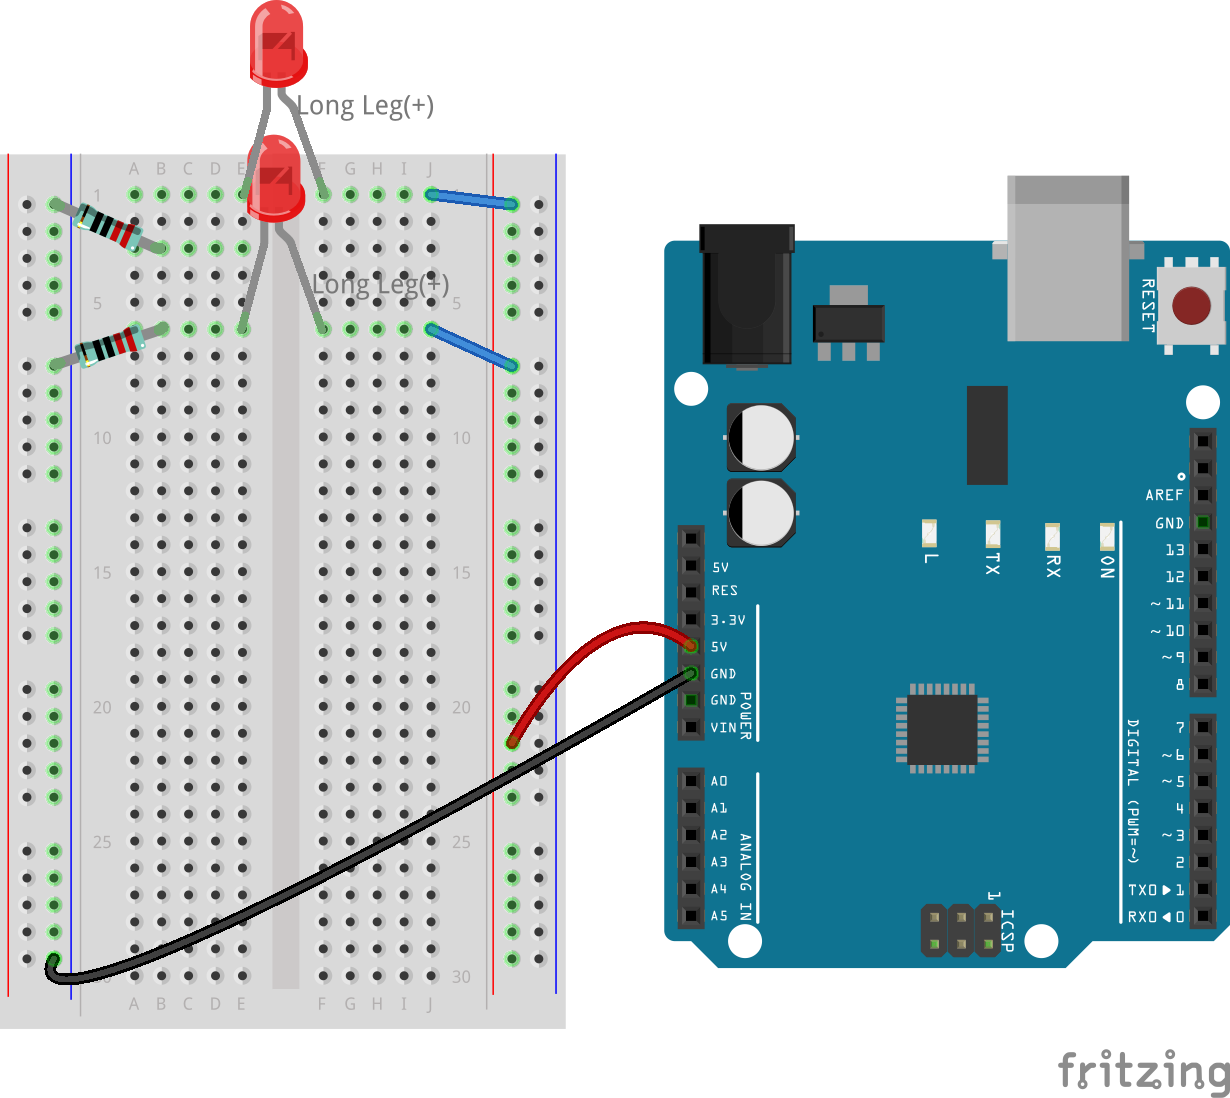 Long Leg(+)
A B C D E F G H I J
1
Long Leg(+)
5 5
10 10
15 15
20 20
25 25
30 30
A B C D E F G H I J
RESET
AREF
GND
13
12
~11
~10
~9
8
L
TX
RX
ON
5V
RES
3.3V
5V
GND
GND
VIN
POWER
A0
A1
A2
A3
A4
A5
ANALOG IN
7
~6
~5
4
~3
2
TX0▶1
RX0◀0
DIGITAL (PWM=~)
1
ICSP
fritzing